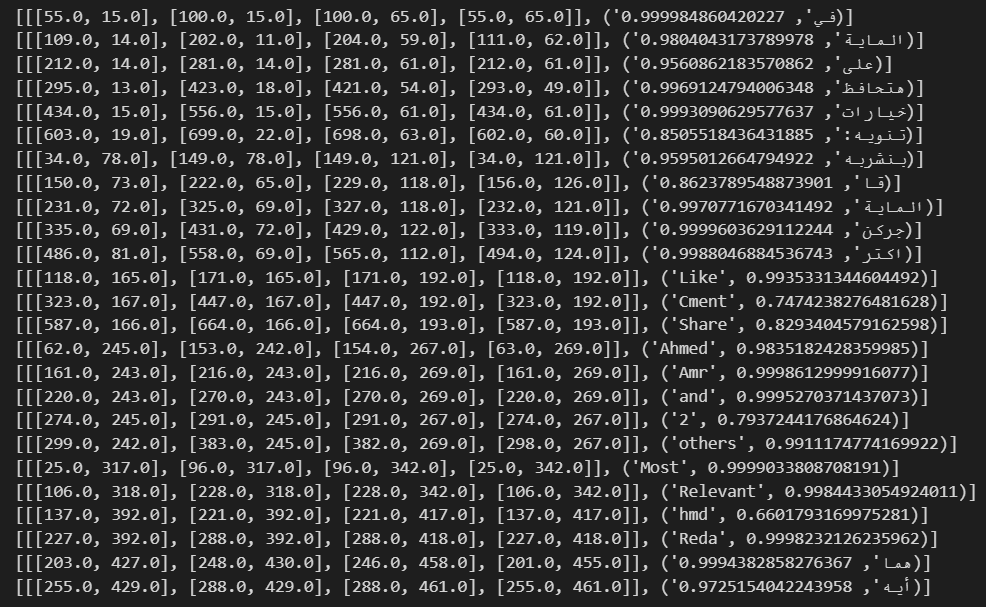 [[[55.0, 15.0], [100.0, 15.0], [100.0, 65.0], [55.0, 65.0]], ('في', 0.999984860420227)]
[[[109.0, 14.0], [202.0, 11.0], [204.0, 59.0], [111.0, 62.0]], ('الماية', 0.9804043173789978)]
[[[212.0, 14.0], [281.0, 14.0], [281.0, 61.0], [212.0, 61.0]], ('على', 0.9560862183570862)]
[[[295.0, 13.0], [423.0, 18.0], [421.0, 54.0], [293.0, 49.0]], ('هتحافظ', 0.9969124794006348)]
[[[434.0, 15.0], [556.0, 15.0], [556.0, 61.0], [434.0, 61.0]], ('خيارات', 0.9993090629577637)]
[[[603.0, 19.0], [699.0, 22.0], [698.0, 63.0], [602.0, 60.0]], ('تنويه:', 0.8505518436431885)]
[[[34.0, 78.0], [149.0, 78.0], [149.0, 121.0], [34.0, 121.0]], ('بنشربه', 0.9595012664794922)]
[[[150.0, 73.0], [222.0, 65.0], [229.0, 118.0], [156.0, 126.0]], ('قا', 0.8623789548873901)]
[[[231.0, 72.0], [325.0, 69.0], [327.0, 118.0], [232.0, 121.0]], ('الماية', 0.9970771670341492)]
[[[335.0, 69.0], [431.0, 72.0], [429.0, 122.0], [333.0, 119.0]], ('جركن', 0.9999603629112244)]
[[[486.0, 81.0], [558.0, 69.0], [565.0, 112.0], [494.0, 124.0]], ('اكتر', 0.9988046884536743)]
[[[118.0, 165.0], [171.0, 165.0], [171.0, 192.0], [118.0, 192.0]], ('Like', 0.9935331344604492)]
[[[323.0, 167.0], [447.0, 167.0], [447.0, 192.0], [323.0, 192.0]], ('Cment', 0.7474238276481628)]
[[[587.0, 166.0], [664.0, 166.0], [664.0, 193.0], [587.0, 193.0]], ('Share', 0.8293404579162598)]
[[[62.0, 245.0], [153.0, 242.0], [154.0, 267.0], [63.0, 269.0]], ('Ahmed', 0.9835182428359985)]
[[[161.0, 243.0], [216.0, 243.0], [216.0, 269.0], [161.0, 269.0]], ('Amr', 0.9998612999916077)]
[[[220.0, 243.0], [270.0, 243.0], [270.0, 269.0], [220.0, 269.0]], ('and', 0.9995270371437073)]
[[[274.0, 245.0], [291.0, 245.0], [291.0, 267.0], [274.0, 267.0]], ('2', 0.7937244176864624)]
[[[299.0, 242.0], [383.0, 245.0], [382.0, 269.0], [298.0, 267.0]], ('others', 0.9911174774169922)]
[[[25.0, 317.0], [96.0, 317.0], [96.0, 342.0], [25.0, 342.0]], ('Most', 0.9999033808708191)]
[[[106.0, 318.0], [228.0, 318.0], [228.0, 342.0], [106.0, 342.0]], ('Relevant', 0.9984433054924011)]
[[[137.0, 392.0], [221.0, 392.0], [221.0, 417.0], [137.0, 417.0]], ('hmd', 0.6601793169975281)]
[[[227.0, 392.0], [288.0, 392.0], [288.0, 418.0], [227.0, 418.0]], ('Reda', 0.9998232126235962)]
[[[203.0, 427.0], [248.0, 430.0], [246.0, 458.0], [201.0, 455.0]], ('هما', 0.9994382858276367)]
[[[255.0, 429.0], [288.0, 429.0], [288.0, 461.0], [255.0, 461.0]], ('أيه', 0.9725154042243958)]